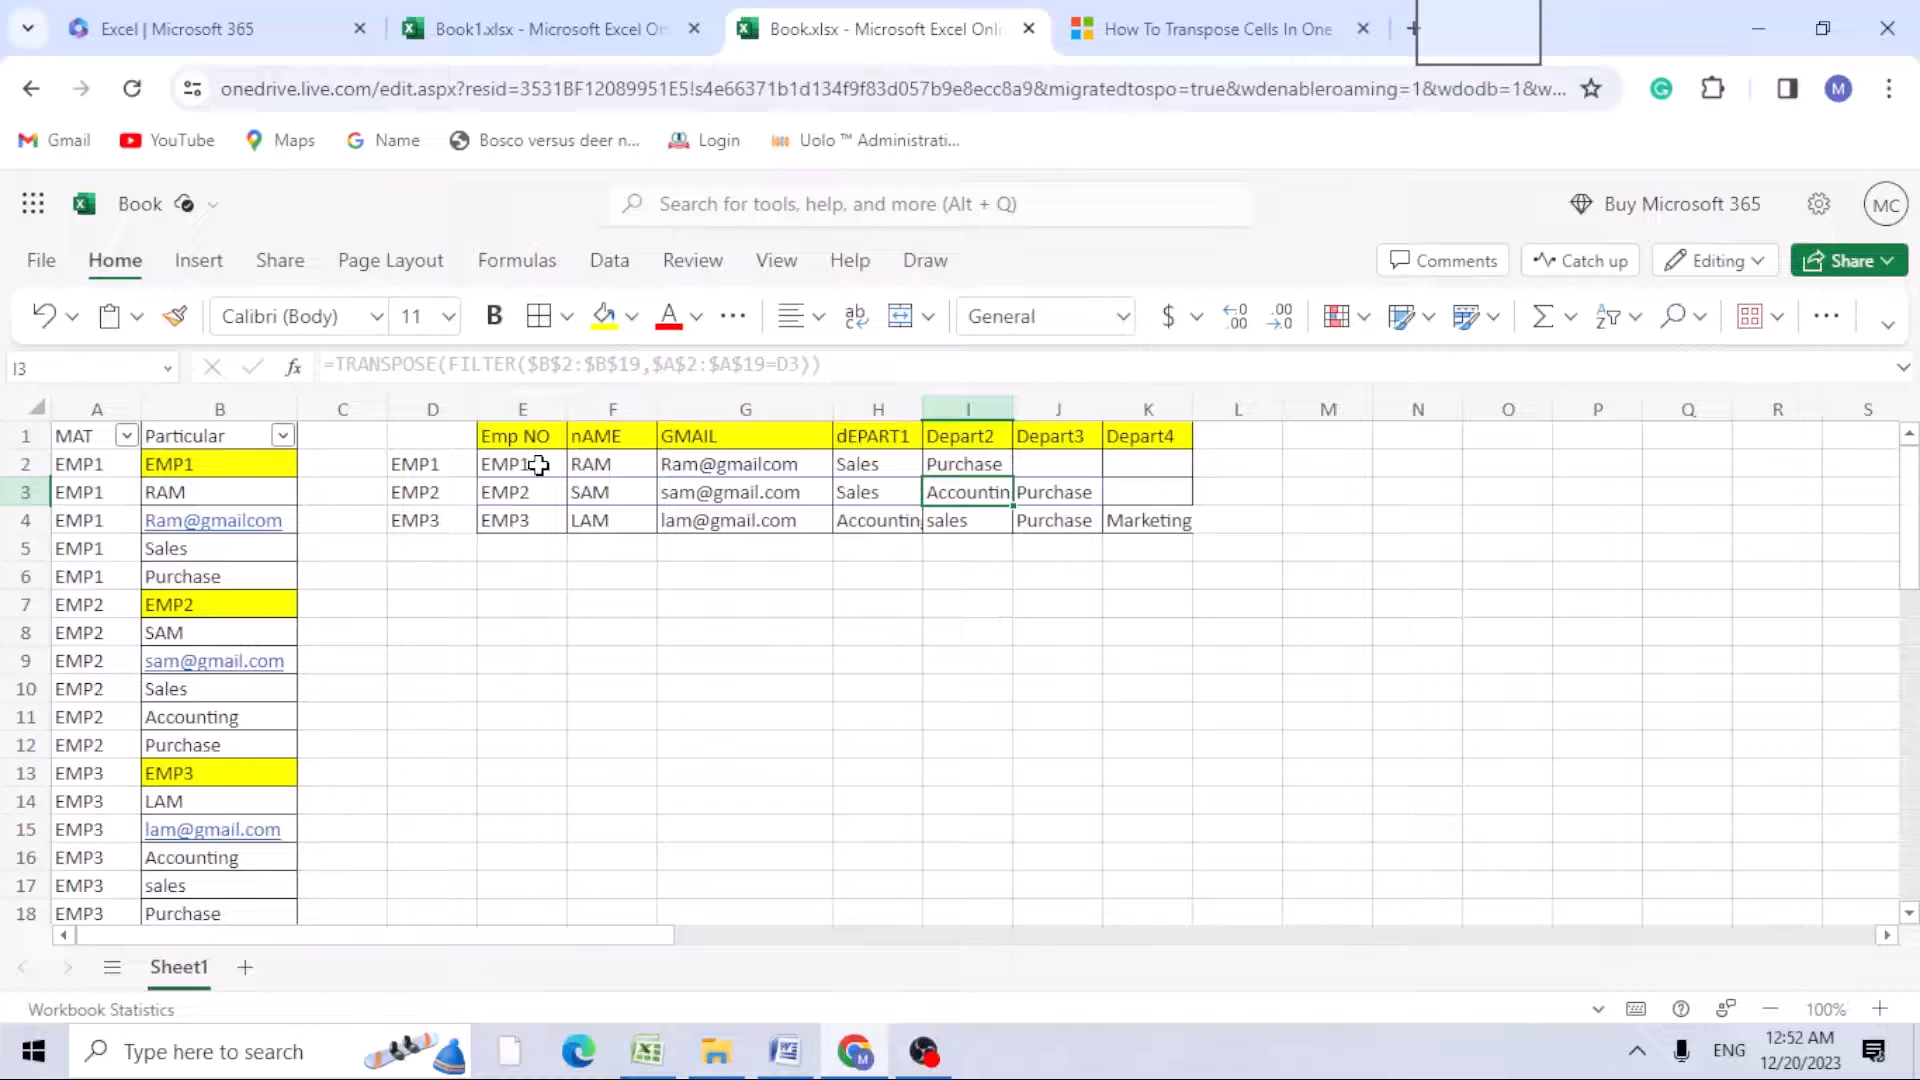 Excel | Microsoft 365
Book1.xlsx - Microsoft Excel On
Book.xlsx - Microsoft Excel Onli
How To Transpose Cells In One
onedrive.live.com/edit.aspx?resid=3531BF12089951E5!s4e66371b1d134f9f83d057b9e8ecc8a9&migratedtospo=true&wdenableroaming=1&wdodb=1&w...
M
Gmail YouTube Maps Name Bosco versus deer n... Login Uolo ™ Administrati...
Book
Search for tools, help, and more (Alt + Q)
Buy Microsoft 365
MC
File Home Insert Share Page Layout Formulas Data Review View Help Draw
Comments Catch up Editing Share
Calibri (Body) 11 B A ab General $ .00 .00
I3 fx =TRANSPOSE(FILTER($B$2:$B$19,$A$2:$A$19=D3))
A B C D E F G H I J K L M N O P Q R S
1 MAT Particular Emp NO nAME GMAIL dEPART1 Depart2 Depart3 Depart4
2 EMP1 EMP1 EMP1 EMP1 RAM Ram@gmailcom Sales Purchase
3 EMP1 RAM EMP2 EMP2 SAM sam@gmail.com Sales Accountin Purchase
4 EMP1 Ram@gmailcom EMP3 EMP3 LAM lam@gmail.com Accounting sales Purchase Marketing
5 EMP1 Sales
6 EMP1 Purchase
7 EMP2 EMP2
8 EMP2 SAM
9 EMP2 sam@gmail.com
10 EMP2 Sales
11 EMP2 Accounting
12 EMP2 Purchase
13 EMP3 EMP3
14 EMP3 LAM
15 EMP3 lam@gmail.com
16 EMP3 Accounting
17 EMP3 sales
18 EMP3 Purchase
Sheet1
Workbook Statistics
100%
Type here to search
ENG
12:52 AM
12/20/2023